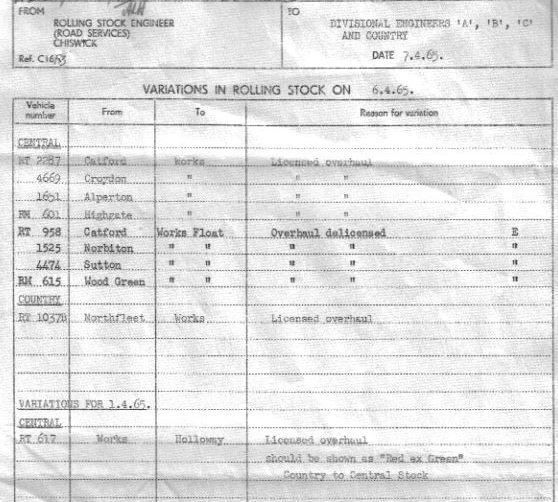 FROM
ROLLING STOCK ENGINEER
(ROAD SERVICES)
CHISWICK
Ref. C16/53
TO
DIVISIONAL ENGINEERS 'A', 'B', 'C'
AND COUNTRY
DATE 7.4.65.
VARIATIONS IN ROLLING STOCK ON 6.4.65.
Vehicle number From To Reason for variation
CENTRAL
RT 2287 Catford Works Licensed overhaul
4669 Croydon " " "
1651 Alperton " " "
RM 601 Highgate " " "
RT 958 Catford Works Float Overhaul delicensed E
1525 Norbiton " " " " "
4474 Sutton " " " " "
RM 615 Wood Green " " " " "
COUNTRY
RT 1037B Northfleet Works Licensed overhaul
VARIATIONS FOR 1.4.65.
CENTRAL
RT 617 Works Holloway Licensed overhaul
should be shown as "Red ex Green"
Country to Central Stock